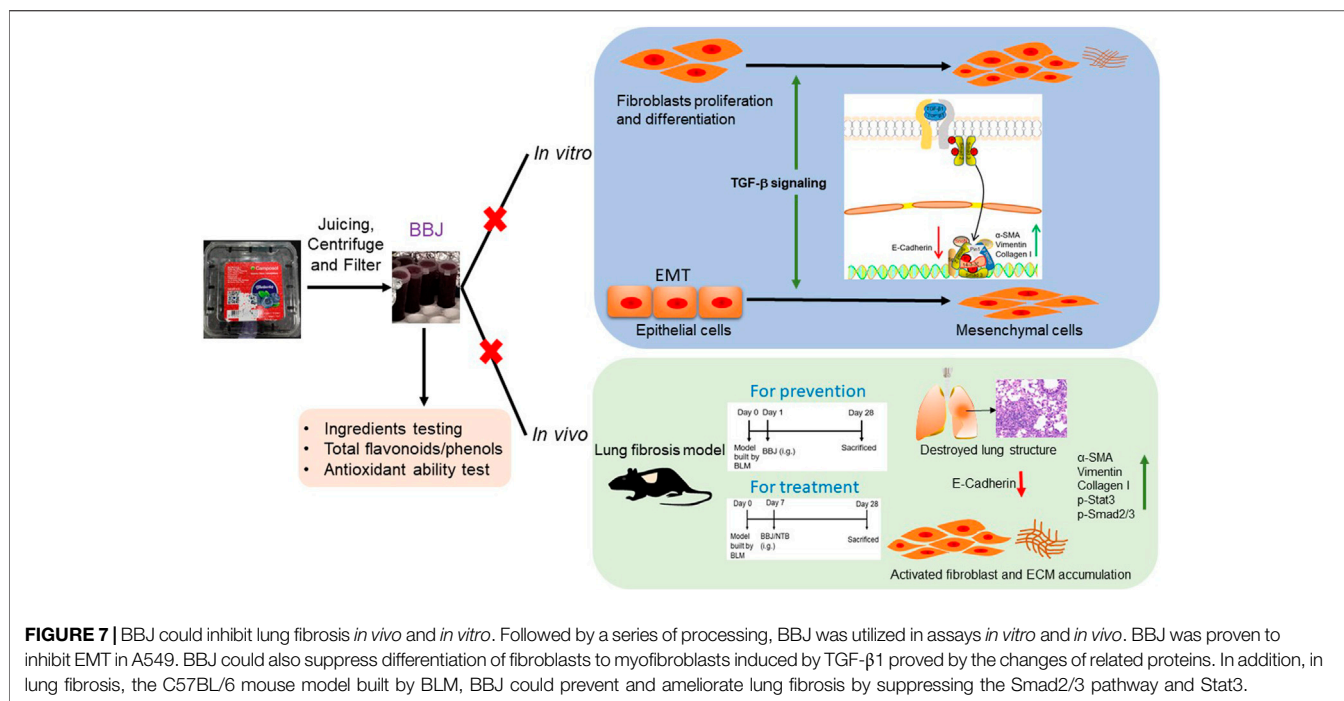 Fibroblasts proliferation
and differentiation
In vitro
TGF-β signaling
Juicing,
Centrifuge
and Filter
BBJ
Camposol
E-Cadherin
α-SMA
Vimentin
Collagen I
EMT
Epithelial cells
Mesenchymal cells
• Ingredients testing
• Total flavonoids/phenols
• Antioxidant ability test
In vivo
Lung fibrosis model
For prevention
Day 0 Day 1 Day 28
Model
built by
BLM
BBJ (i.g.)
Sacrificed
For treatment
Day 0 Day 7 Day 28
Model
built by
BLM
BBJ/NTB
(i.g.)
Sacrificed
Destroyed lung structure
E-Cadherin
α-SMA
Vimentin
Collagen I
p-Stat3
p-Smad2/3
Activated fibroblast and ECM accumulation
FIGURE 7 | BBJ could inhibit lung fibrosis in vivo and in vitro. Followed by a series of processing, BBJ was utilized in assays in vitro and in vivo. BBJ was proven to
inhibit EMT in A549. BBJ could also suppress differentiation of fibroblasts to myofibroblasts induced by TGF-β1 proved by the changes of related proteins. In addition, in
lung fibrosis, the C57BL/6 mouse model built by BLM, BBJ could prevent and ameliorate lung fibrosis by suppressing the Smad2/3 pathway and Stat3.